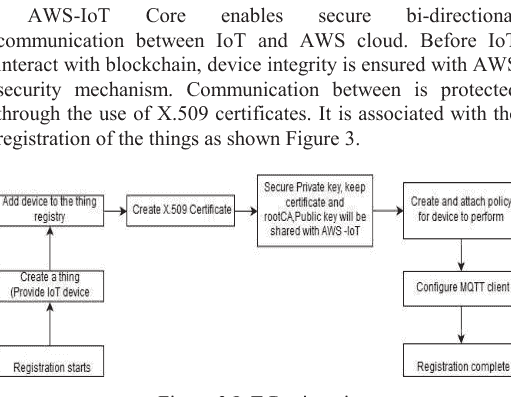 AWS-IoT Core enables secure bi-directiona
communication between IoT and AWS cloud. Before IoT
interact with blockchain, device integrity is ensured with AWS
security mechanism. Communication between is protected
through the use of X.509 certificates. It is associated with the
registration of the things as shown Figure 3.
Add device to the thing
registry
Create X.509 Certificate
Secure Private key, keep
certificate and
rootCA,Public key will be
shared with AWS -IoT
Create and attach policy
for device to perform
Create a thing
(Provide IoT device
Configure MQTT client
Registration starts
Registration complete